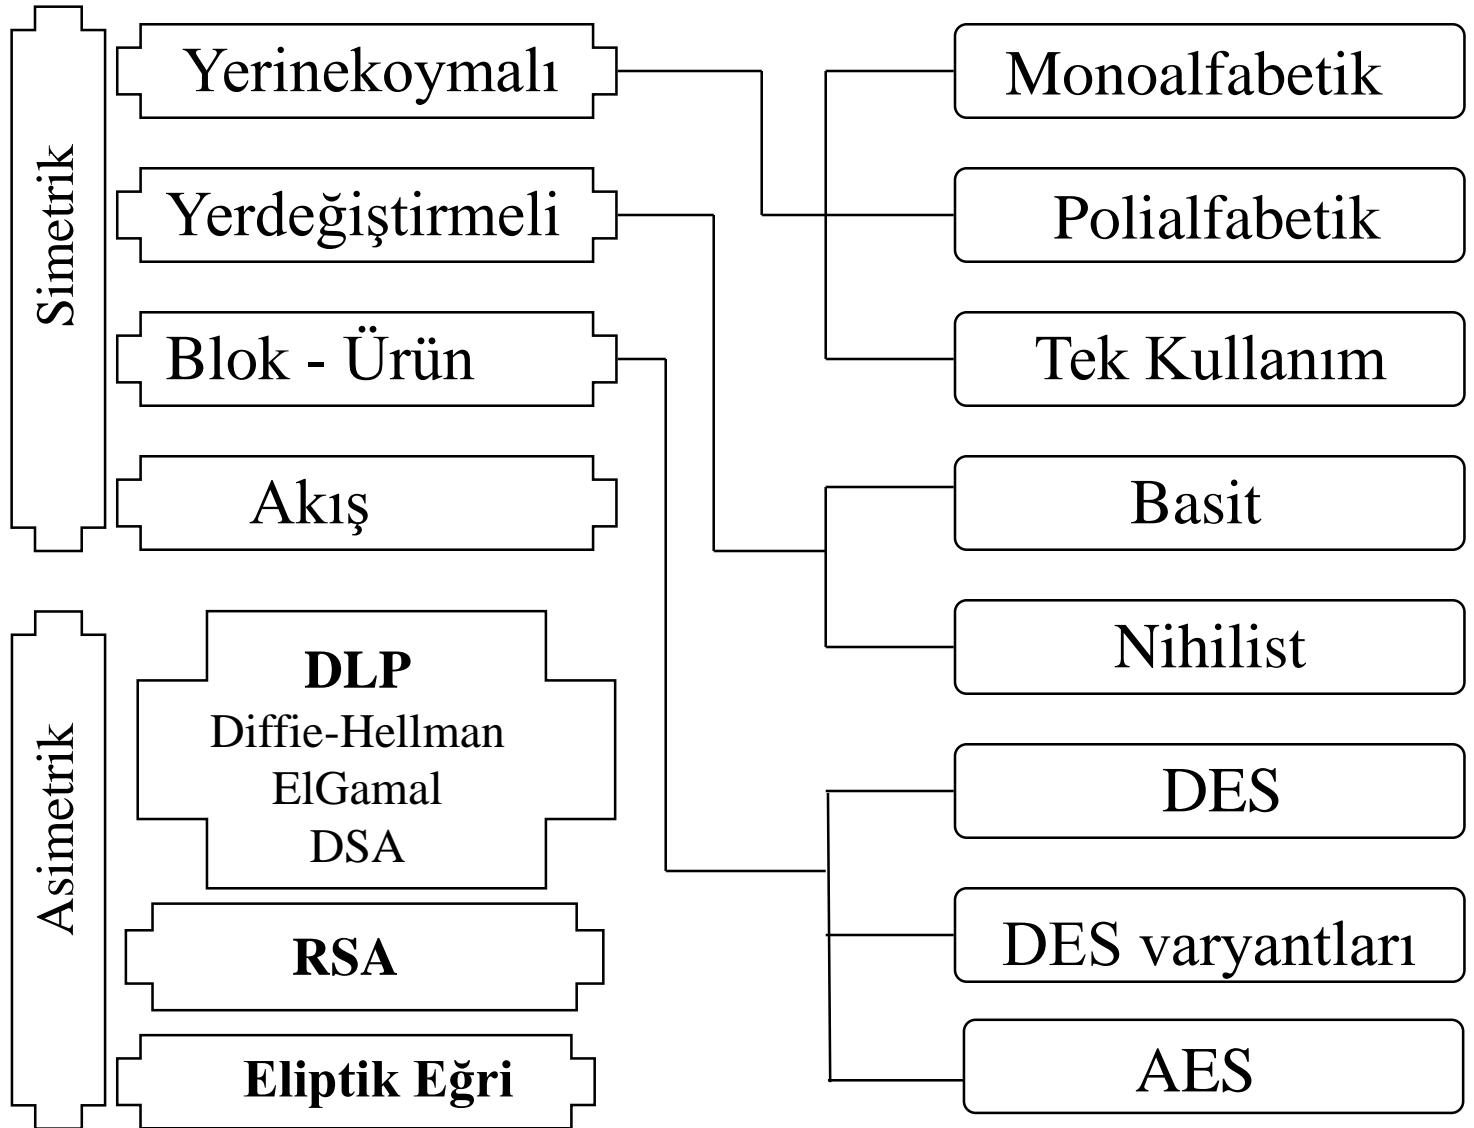 Simetrik
Yerinekoymalı
Yerdeğiştirmeli
Blok - Ürün
Akış
Monoalfabetik
Polialfabetik
Tek Kullanım
Basit
Nihilist
DES
DES varyantları
AES
Asimetrik
DLP
Diffie-Hellman
ElGamal
DSA
RSA
Eliptik Eğri